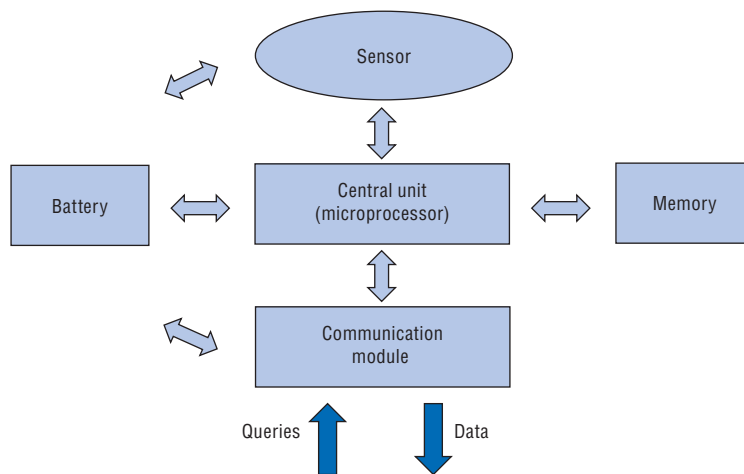 Sensor
Battery
Central unit
(microprocessor)
Memory
Communication
module
Queries
Data